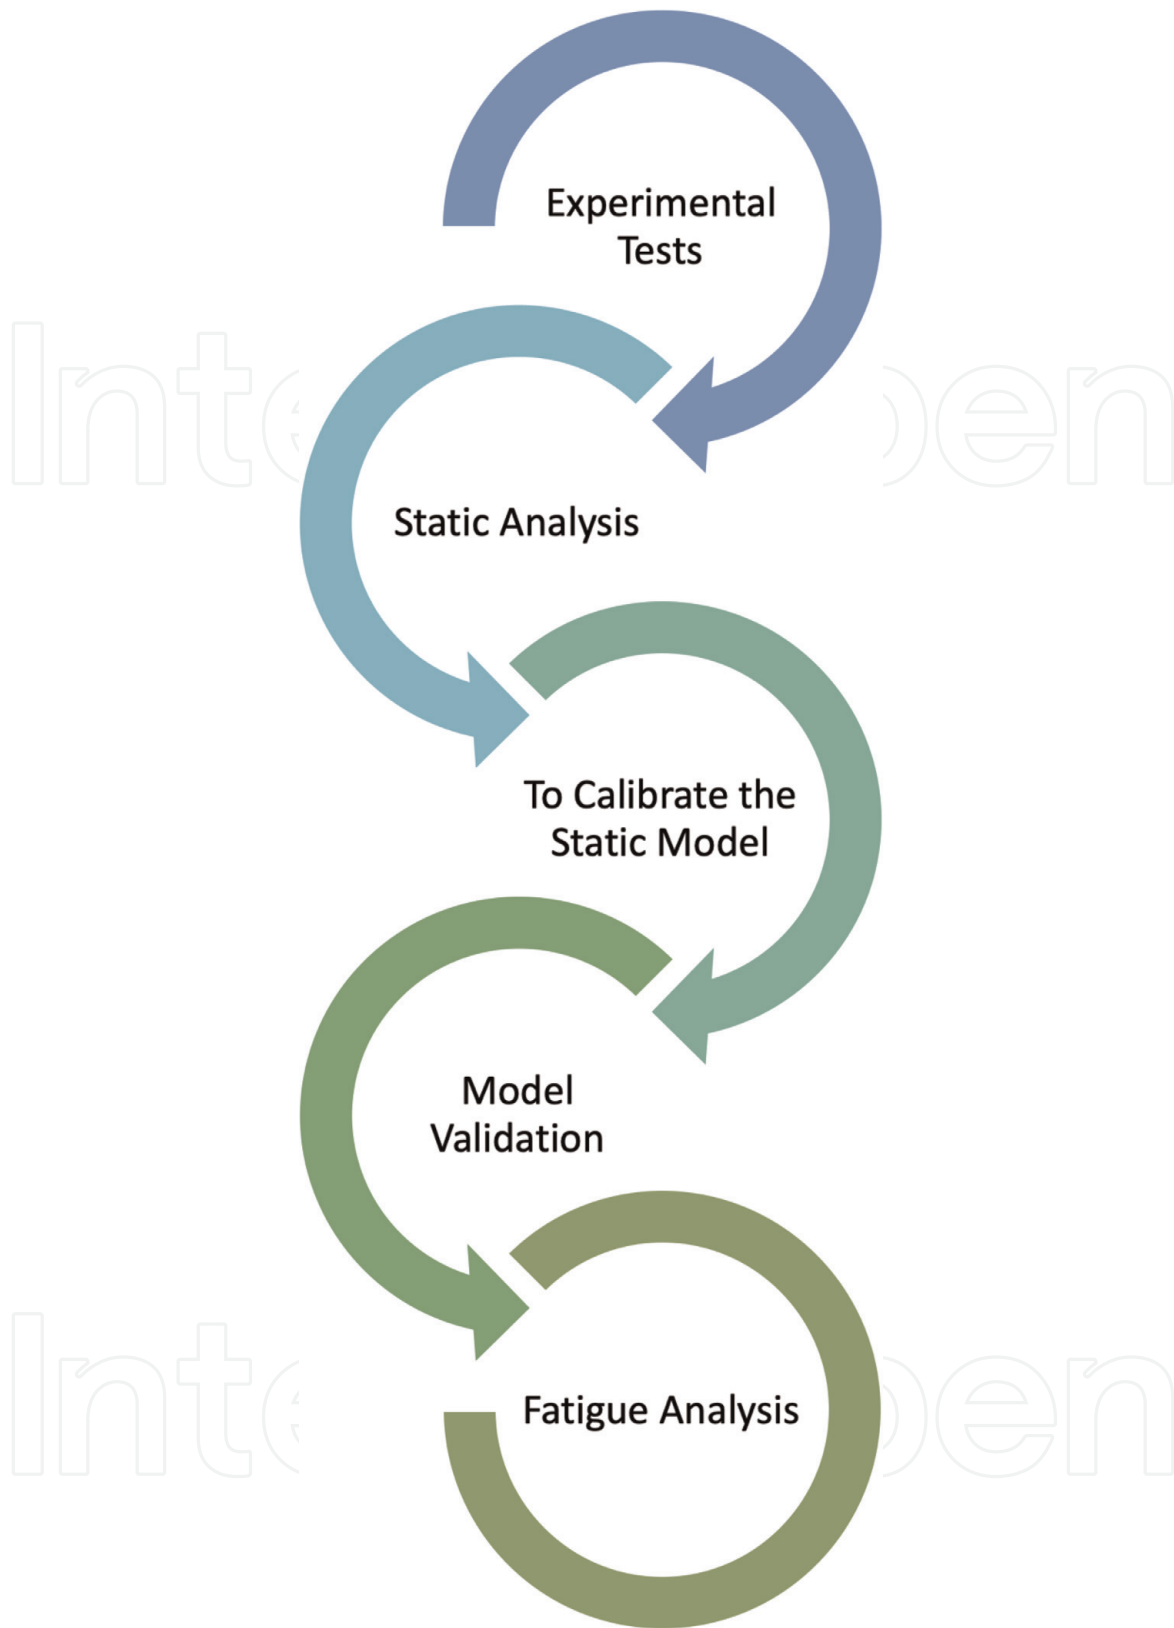 Experimental
Tests
Static Analysis
To Calibrate the
Static Model
Model
Validation
Fatigue Analysis